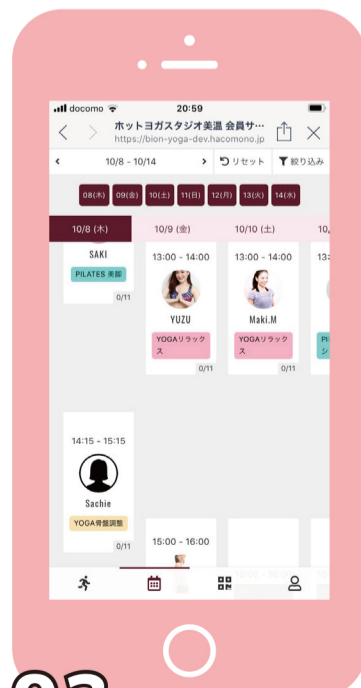 docomo 20:59
ホットヨガスタジオ美温 会員サ…
https://bion-yoga-dev.hacomono.jp
10/8 - 10/14 リセット 絞り込み
08(木) 09(金) 10(土) 11(日) 12(月) 13(火) 14(水)
10/8 (木) 10/9 (金) 10/10 (土) 10/
SAKI
PILATES 美脚
0/11
13:00 - 14:00
YUZU
YOGAリラック
ス
0/11
13:00 - 14:00
Maki.M
YOGAリラック
ス
0/11
13:
14:15 - 15:15
Sachie
YOGA骨盤調整
0/11
15:00 - 16:00